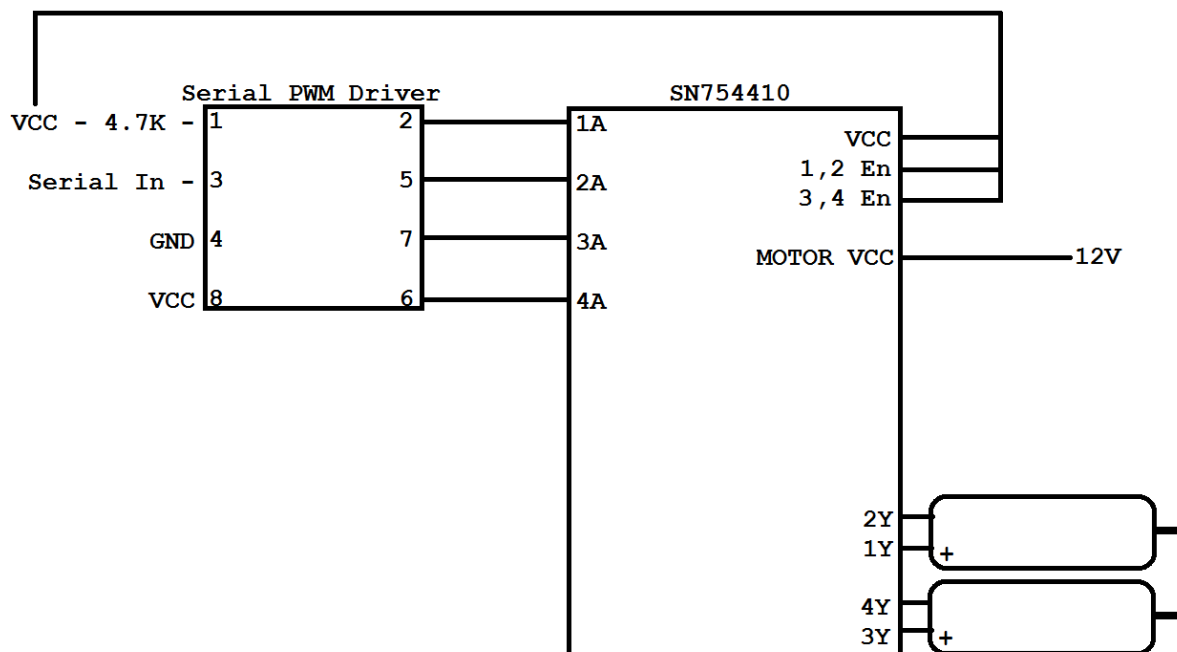 Serial PWM Driver
SN754410
VCC - 4.7K - 1
2
1A
VCC
Serial In - 3
5
2A
1,2 En
3,4 En
GND 4
7
3A
MOTOR VCC
12V
VCC 8
6
4A
2Y
1Y
+
4Y
3Y
+